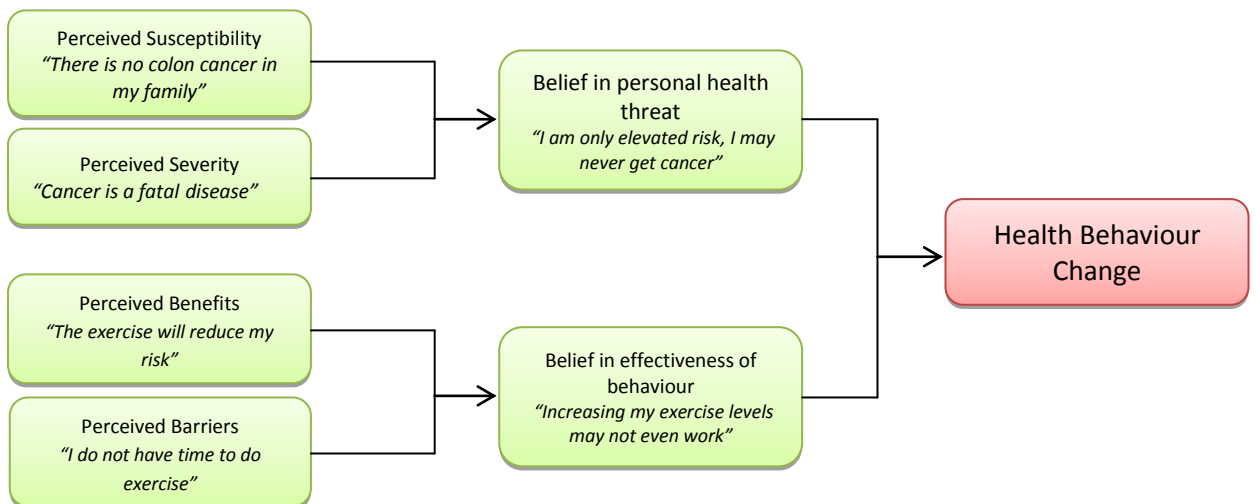 Perceived Susceptibility
“There is no colon cancer in
my family”
Perceived Severity
“Cancer is a fatal disease”
Belief in personal health
threat
“I am only elevated risk, I may
never get cancer”
Perceived Benefits
“The exercise will reduce my
risk”
Perceived Barriers
“I do not have time to do
exercise”
Belief in effectiveness of
behaviour
“Increasing my exercise levels
may not even work”
Health Behaviour
Change